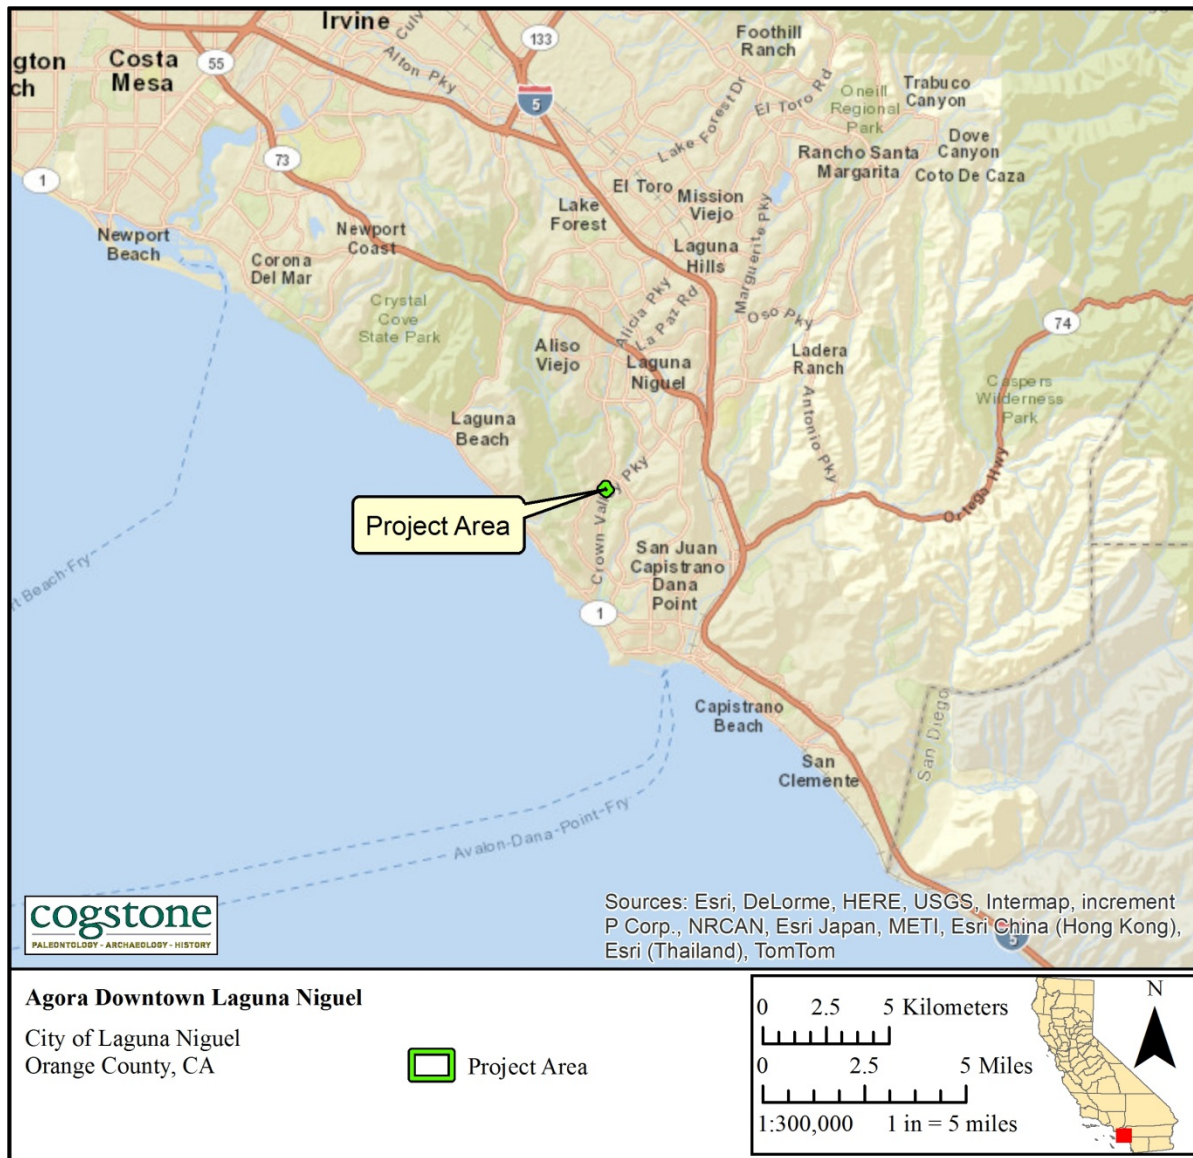 Irvine
Culv
133
Foothill
Ranch
gton
ch
Costa
Mesa
55
Alton Pky
5
El Toro Rd
Trabuco
Canyon
Oneill
Regional
Park
Lake Forest Dr
Dove
Canyon
73
Rancho Santa
Margarita
Coto De Caza
1
El Toro
Mission
Viejo
Lake
Forest
Marguerite Pky
Newport
Beach
Newport
Coast
Laguna
Hills
Corona
Del Mar
Crystal
Cove
State Park
Alicia Pky
La Paz Rd
Oso Pky
74
Aliso
Viejo
Laguna
Niguel
Ladera
Ranch
Caspers
Wilderness
Park
Antonio Pky
Laguna
Beach
Crown Valley Pky
Ortega Hwy
Project Area
San Juan
Capistrano
Dana
Point
rt Beach-Fry
1
Capistrano
Beach
San Diego
San
Clemente
Avalon-Dana-Point-Fry
5
cogstone
PALEONTOLOGY - ARCHAEOLOGY - HISTORY
Sources: Esri, DeLorme, HERE, USGS, Intermap, increment
P Corp., NRCAN, Esri Japan, METI, Esri China (Hong Kong),
Esri (Thailand), TomTom
Agora Downtown Laguna Niguel
City of Laguna Niguel
Orange County, CA
Project Area
0 2.5 5 Kilometers
0 2.5 5 Miles
1:300,000 1 in = 5 miles
N